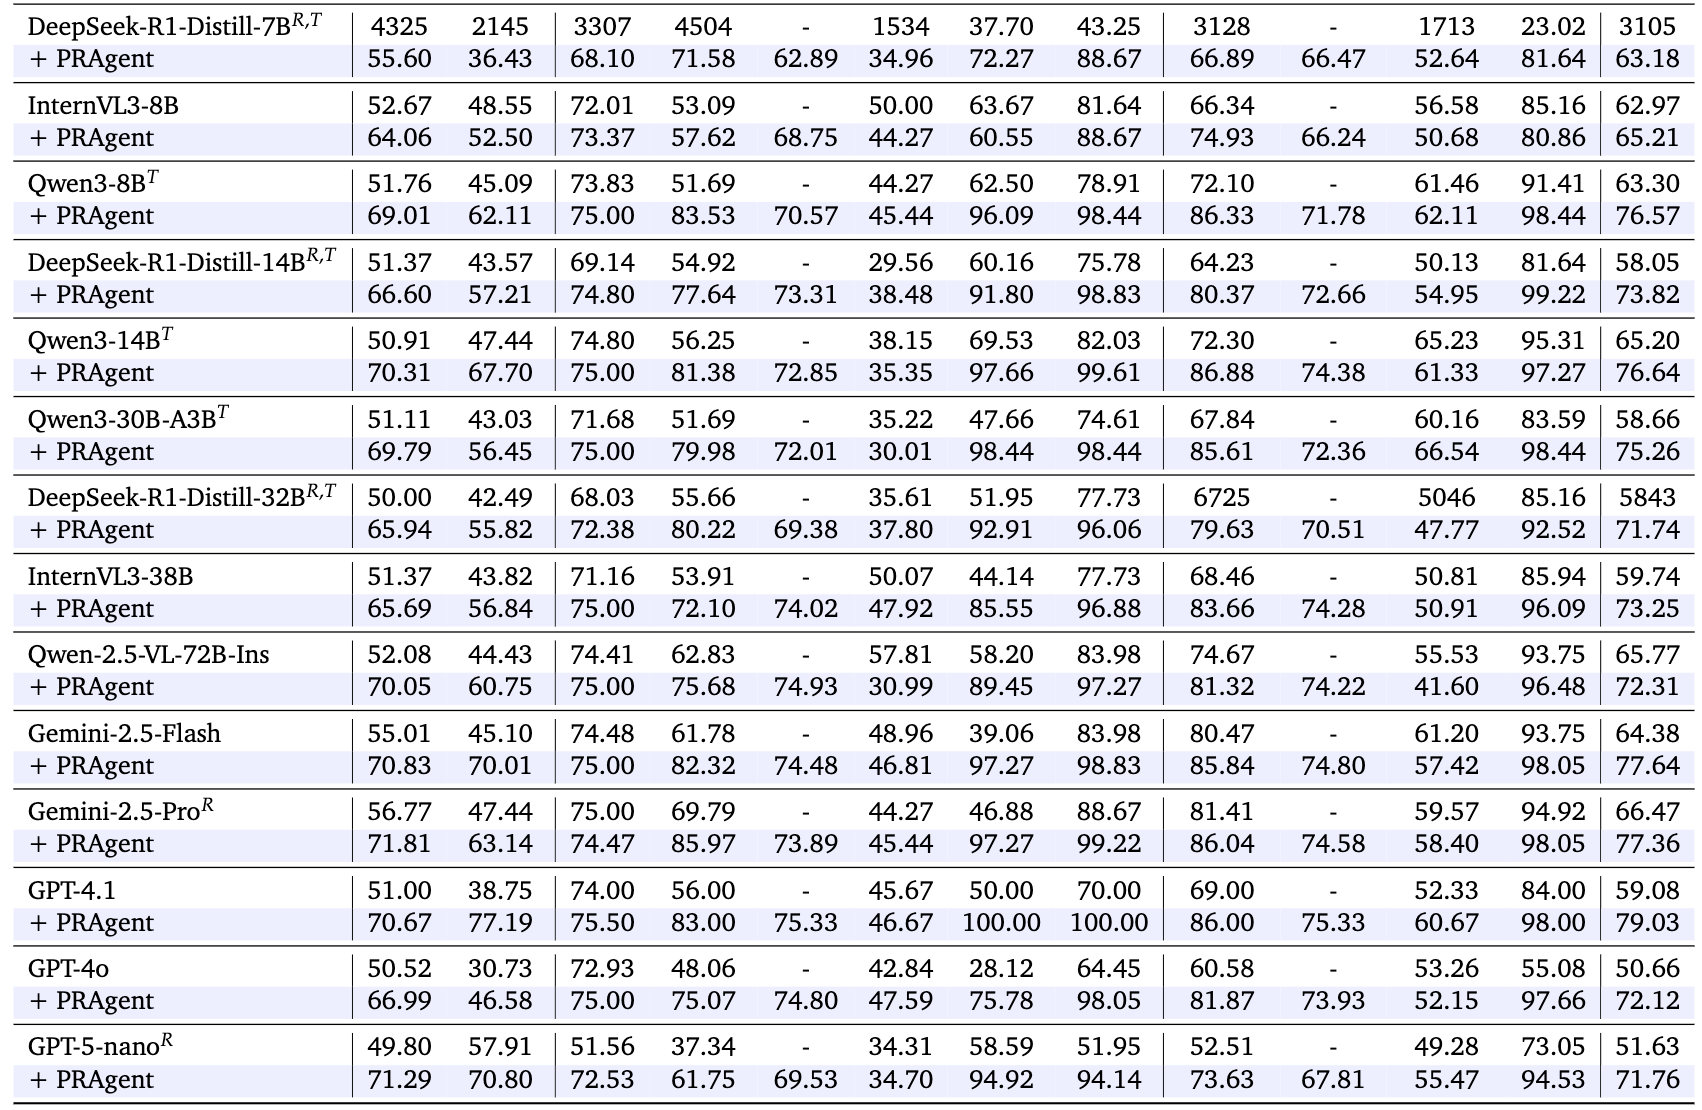 DeepSeek-R1-Distill-7B^R,T 4325 2145 3307 4504 - 1534 37.70 43.25 3128 - 1713 23.02 3105
+ PRAgent 55.60 36.43 68.10 71.58 62.89 34.96 72.27 88.67 66.89 66.47 52.64 81.64 63.18
InternVL3-8B 52.67 48.55 72.01 53.09 - 50.00 63.67 81.64 66.34 - 56.58 85.16 62.97
+ PRAgent 64.06 52.50 73.37 57.62 68.75 44.27 60.55 88.67 74.93 66.24 50.68 80.86 65.21
Qwen3-8B^T 51.76 45.09 73.83 51.69 - 44.27 62.50 78.91 72.10 - 61.46 91.41 63.30
+ PRAgent 69.01 62.11 75.00 83.53 70.57 45.44 96.09 98.44 86.33 71.78 62.11 98.44 76.57
DeepSeek-R1-Distill-14B^R,T 51.37 43.57 69.14 54.92 - 29.56 60.16 75.78 64.23 - 50.13 81.64 58.05
+ PRAgent 66.60 57.21 74.80 77.64 73.31 38.48 91.80 98.83 80.37 72.66 54.95 99.22 73.82
Qwen3-14B^T 50.91 47.44 74.80 56.25 - 38.15 69.53 82.03 72.30 - 65.23 95.31 65.20
+ PRAgent 70.31 67.70 75.00 81.38 72.85 35.35 97.66 99.61 86.88 74.38 61.33 97.27 76.64
Qwen3-30B-A3B^T 51.11 43.03 71.68 51.69 - 35.22 47.66 74.61 67.84 - 60.16 83.59 58.66
+ PRAgent 69.79 56.45 75.00 79.98 72.01 30.01 98.44 98.44 85.61 72.36 66.54 98.44 75.26
DeepSeek-R1-Distill-32B^R,T 50.00 42.49 68.03 55.66 - 35.61 51.95 77.73 6725 - 5046 85.16 5843
+ PRAgent 65.94 55.82 72.38 80.22 69.38 37.80 92.91 96.06 79.63 70.51 47.77 92.52 71.74
InternVL3-38B 51.37 43.82 71.16 53.91 - 50.07 44.14 77.73 68.46 - 50.81 85.94 59.74
+ PRAgent 65.69 56.84 75.00 72.10 74.02 47.92 85.55 96.88 83.66 74.28 50.91 96.09 73.25
Qwen-2.5-VL-72B-Ins 52.08 44.43 74.41 62.83 - 57.81 58.20 83.98 74.67 - 55.53 93.75 65.77
+ PRAgent 70.05 60.75 75.00 75.68 74.93 30.99 89.45 97.27 81.32 74.22 41.60 96.48 72.31
Gemini-2.5-Flash 55.01 45.10 74.48 61.78 - 48.96 39.06 83.98 80.47 - 61.20 93.75 64.38
+ PRAgent 70.83 70.01 75.00 82.32 74.48 46.81 97.27 98.83 85.84 74.80 57.42 98.05 77.64
Gemini-2.5-Pro^R 56.77 47.44 75.00 69.79 - 44.27 46.88 88.67 81.41 - 59.57 94.92 66.47
+ PRAgent 71.81 63.14 74.47 85.97 73.89 45.44 97.27 99.22 86.04 74.58 58.40 98.05 77.36
GPT-4.1 51.00 38.75 74.00 56.00 - 45.67 50.00 70.00 69.00 - 52.33 84.00 59.08
+ PRAgent 70.67 77.19 75.50 83.00 75.33 46.67 100.00 100.00 86.00 75.33 60.67 98.00 79.03
GPT-4o 50.52 30.73 72.93 48.06 - 42.84 28.12 64.45 60.58 - 53.26 55.08 50.66
+ PRAgent 66.99 46.58 75.00 75.07 74.80 47.59 75.78 98.05 81.87 73.93 52.15 97.66 72.12
GPT-5-nano^R 49.80 57.91 51.56 37.34 - 34.31 58.59 51.95 52.51 - 49.28 73.05 51.63
+ PRAgent 71.29 70.80 72.53 61.75 69.53 34.70 94.92 94.14 73.63 67.81 55.47 94.53 71.76